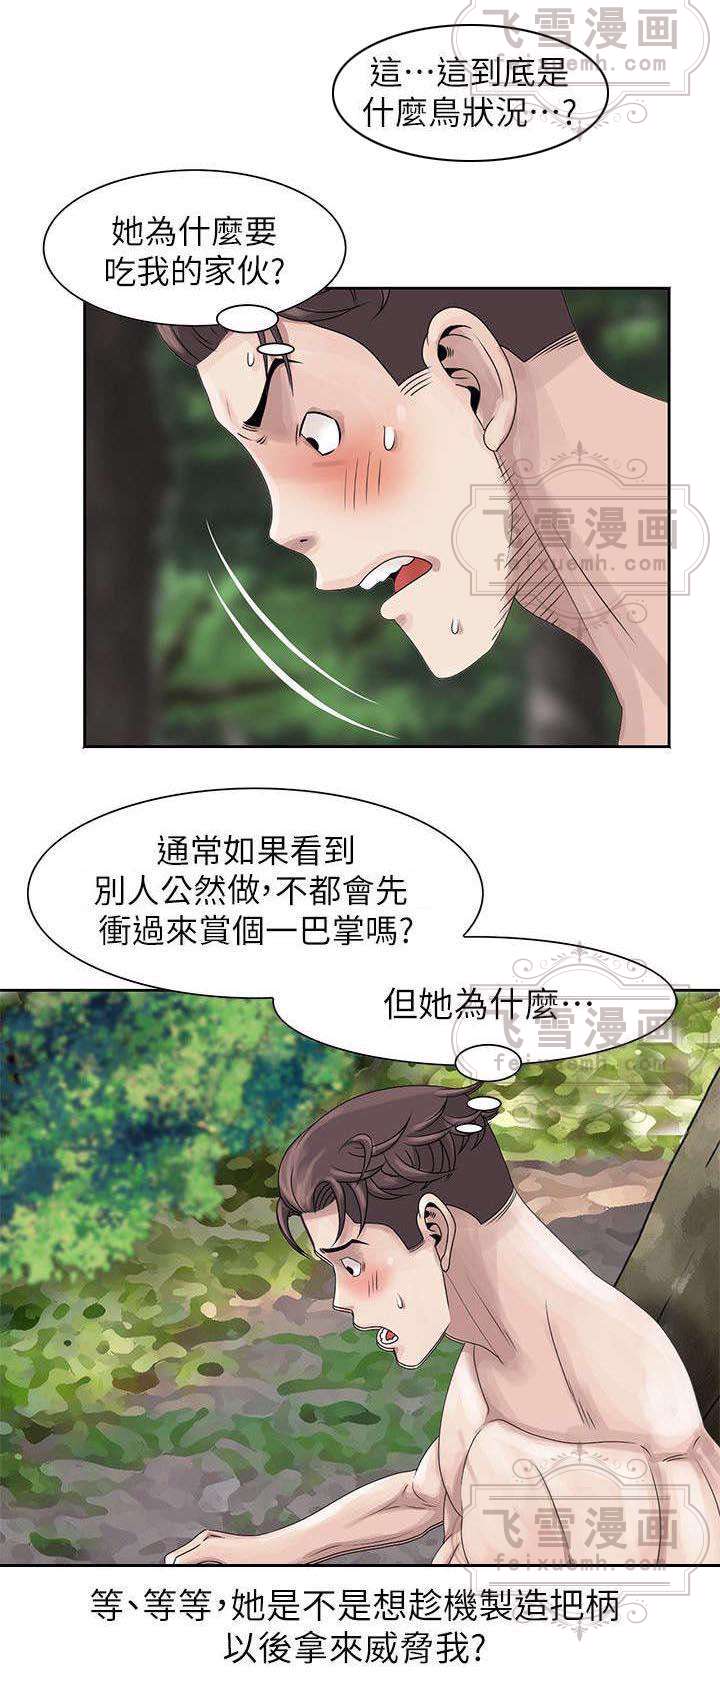 飞雪漫画
feixuemh.com
這…這到底是
什麼鳥狀況…?
她為什麼要
吃我的家伙?
飞雪漫画
feixuemh.com
通常如果看到
別人公然做,不都會先
衝過來賞個一巴掌嗎?
但她為什麼…
飞雪漫画
feixuemh.com
飞雪漫画
feixuemh.com
等、等等,她是不是想趁機製造把柄
以後拿來威脅我?